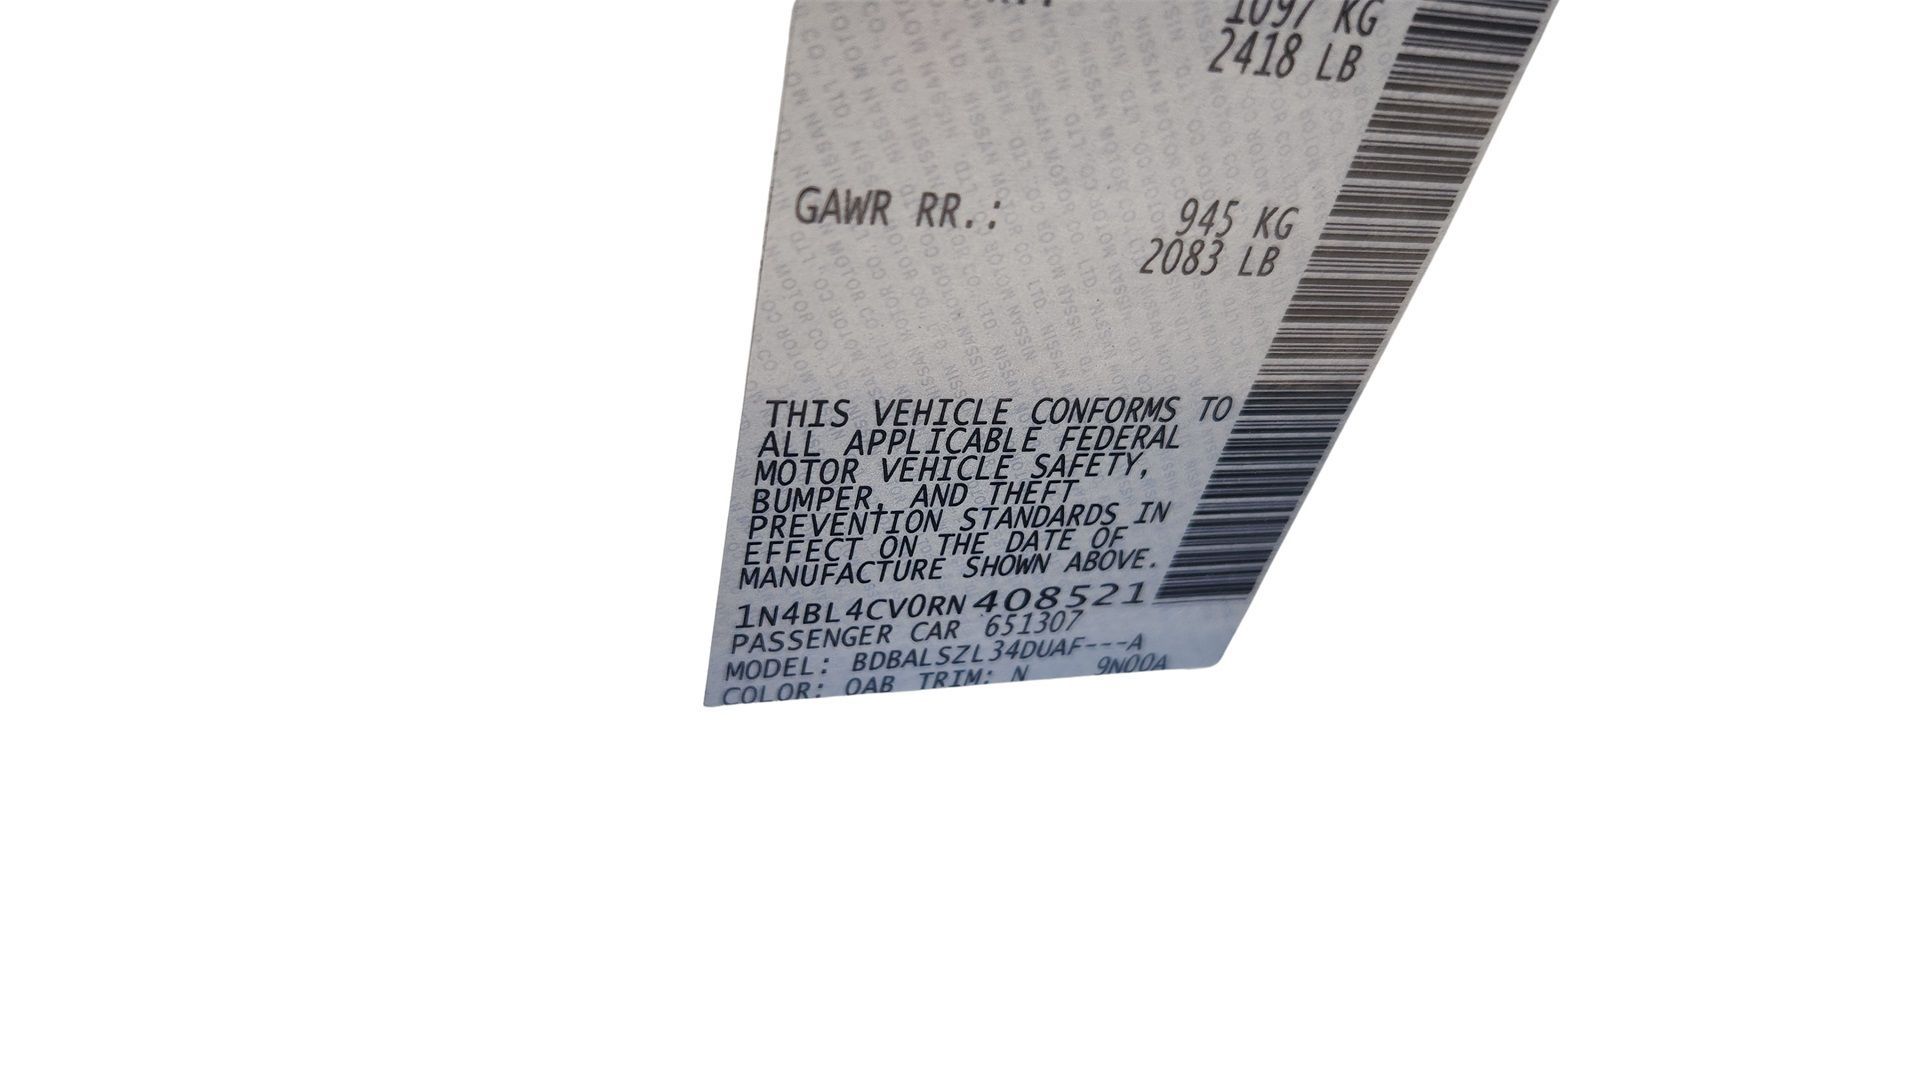 1097 KG
2418 LB
GAWR RR.: 945 KG
2083 LB
THIS VEHICLE CONFORMS TO
ALL APPLICABLE FEDERAL
MOTOR VEHICLE SAFETY,
BUMPER, AND THEFT
PREVENTION STANDARDS IN
EFFECT ON THE DATE OF
MANUFACTURE SHOWN ABOVE.
1N4BL4CV0RN408521
PASSENGER CAR 651307
MODEL: BDBALSZL34DUAF---A
COLOR: QAB TRIM: N 9N00A